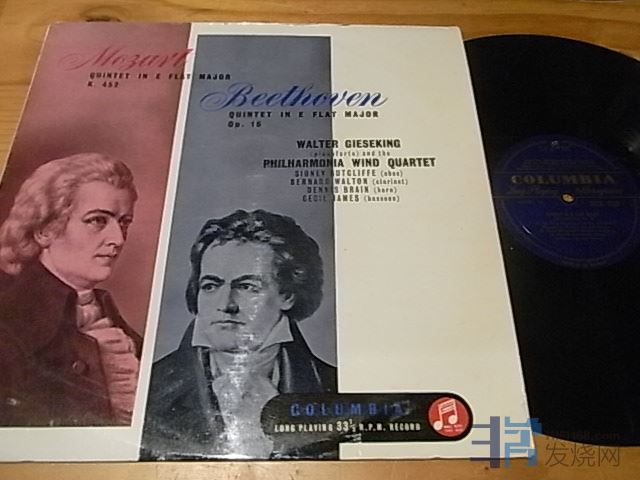 Mozart
QUINTET IN E FLAT MAJOR
K. 452
Beethoven
QUINTET IN E FLAT MAJOR
Op. 16
WALTER GIESEKING
(pianoforte) and the
PHILHARMONIA WIND QUARTET
SIDNEY SUTCLIFFE (oboe)
BERNARD WALTON (clarinet)
DENNIS BRAIN (horn)
CECIL JAMES (bassoon)
COLUMBIA
LONG PLAYING 33⅓ R.P.M. RECORD
COLUMBIA
发烧网